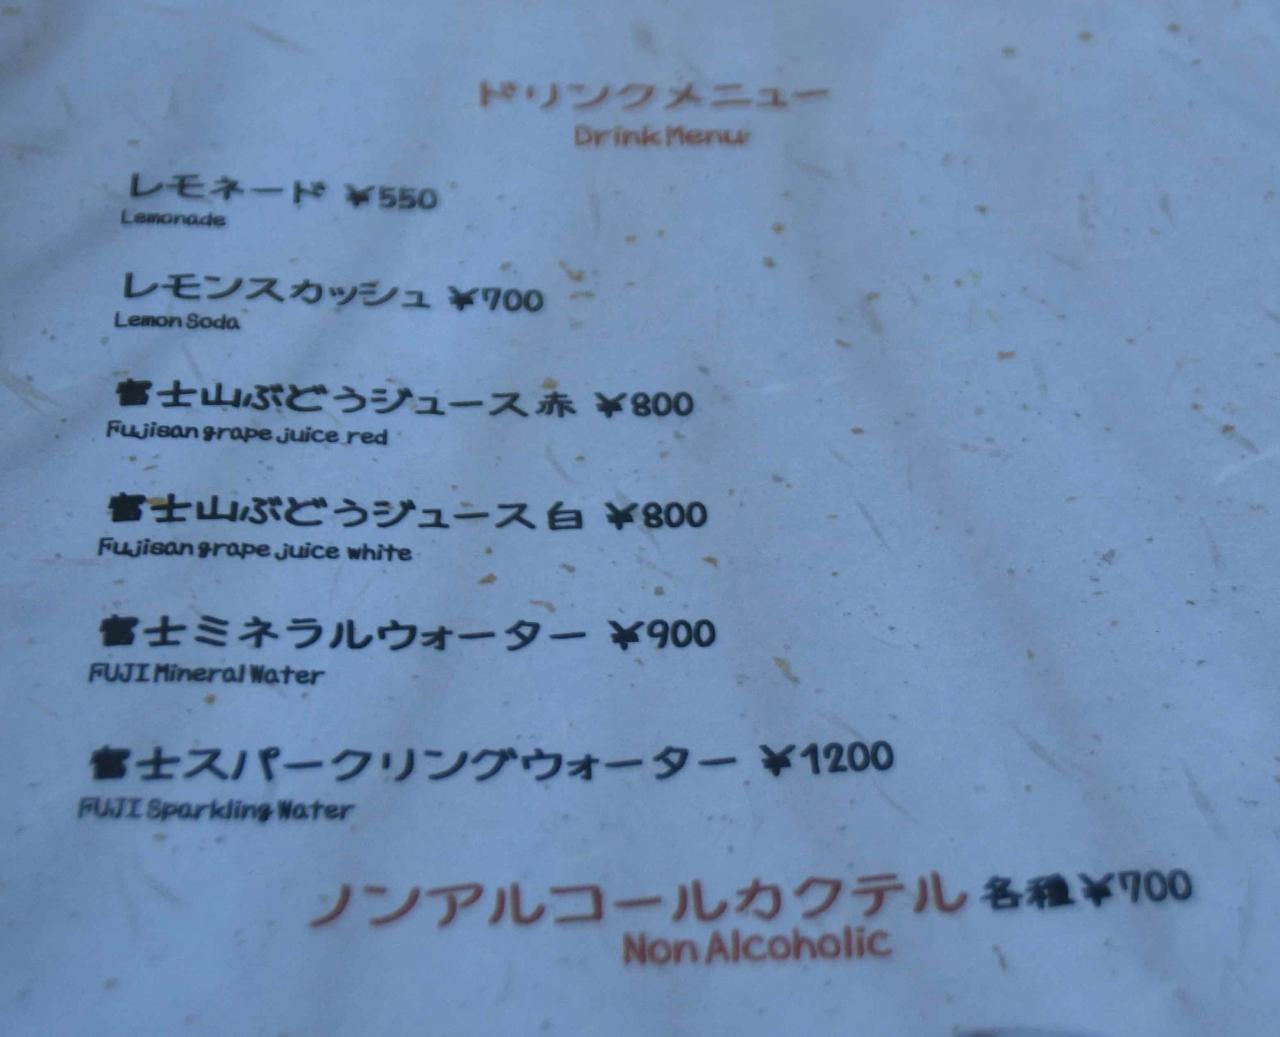 ドリンクメニュー
Drink Menu
レモネード ¥550
Lemonade
レモンスカッシュ ¥700
Lemon Soda
富士山ぶどうジュース 赤 ¥800
Fujisan grape juice red
富士山ぶどうジュース 白 ¥800
Fujisan grape juice white
富士ミネラルウォーター ¥900
FUJI Mineral Water
富士スパークリングウォーター ¥1200
FUJI Sparkling Water
ノンアルコールカクテル 各種¥700
Non Alcoholic